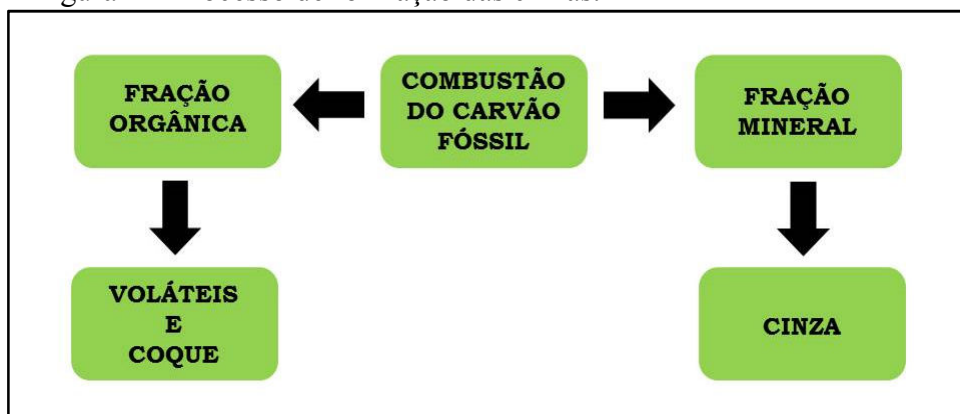 FRAÇÃO
ORGÂNICA
COMBUSTÃO
DO CARVÃO
FÓSSIL
FRAÇÃO
MINERAL
VOLÁTEIS
E
COQUE
CINZA